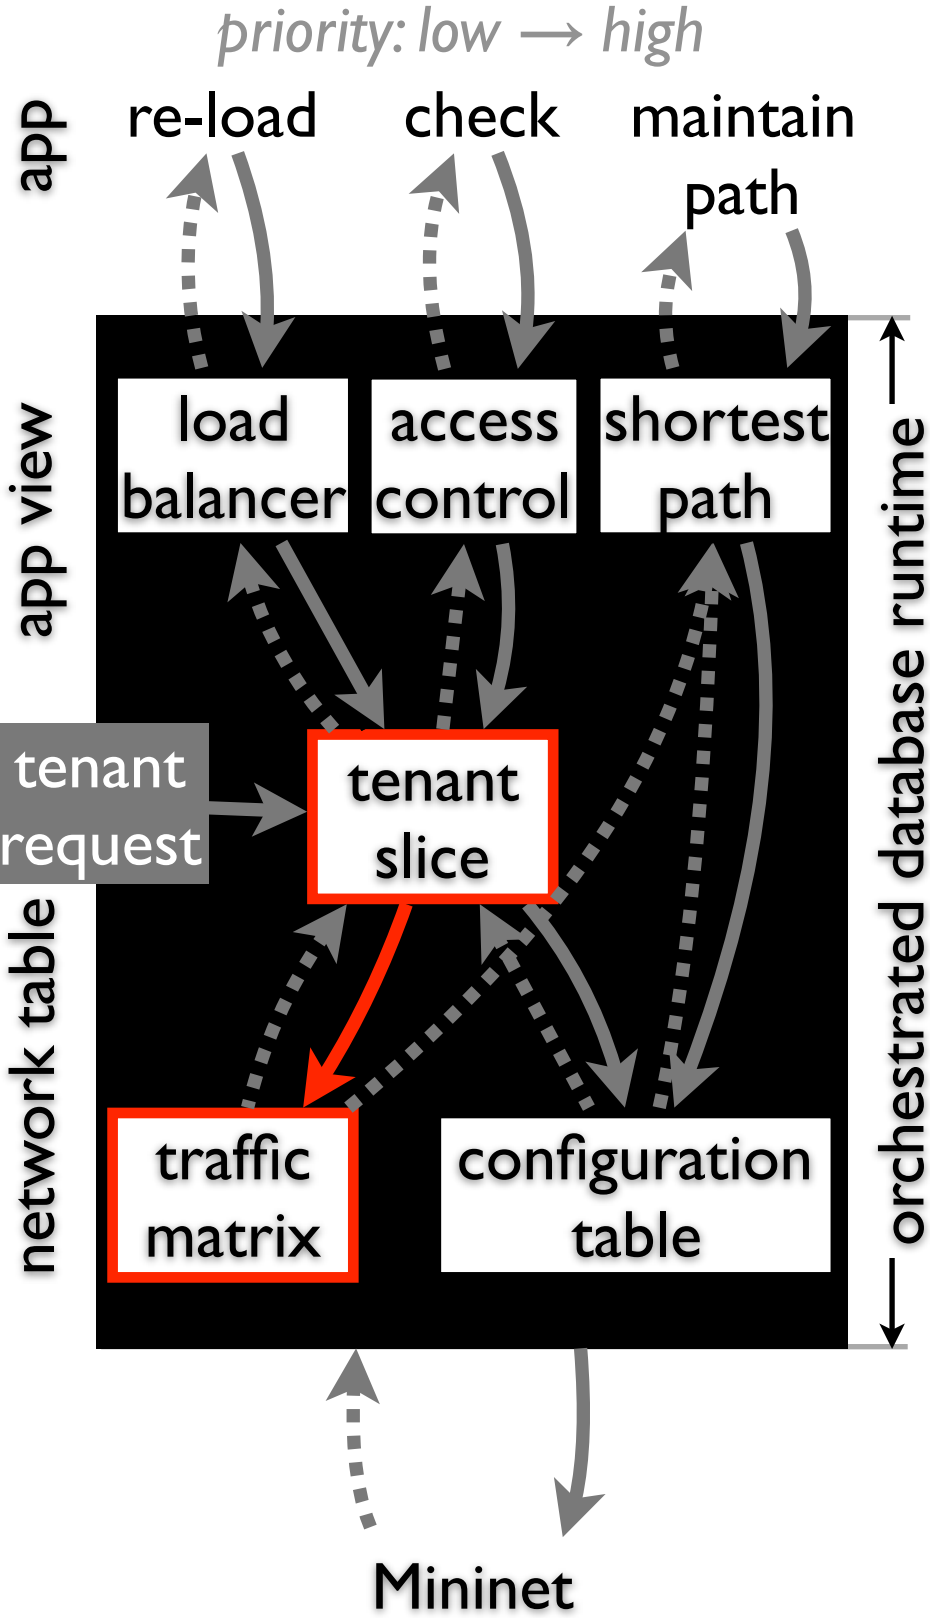 priority: low → high
app
re-load
check
maintain
path
app view
load
balancer
access
control
shortest
path
orchestrated database runtime
tenant
request
tenant
slice
network table
traffic
matrix
configuration
table
Mininet